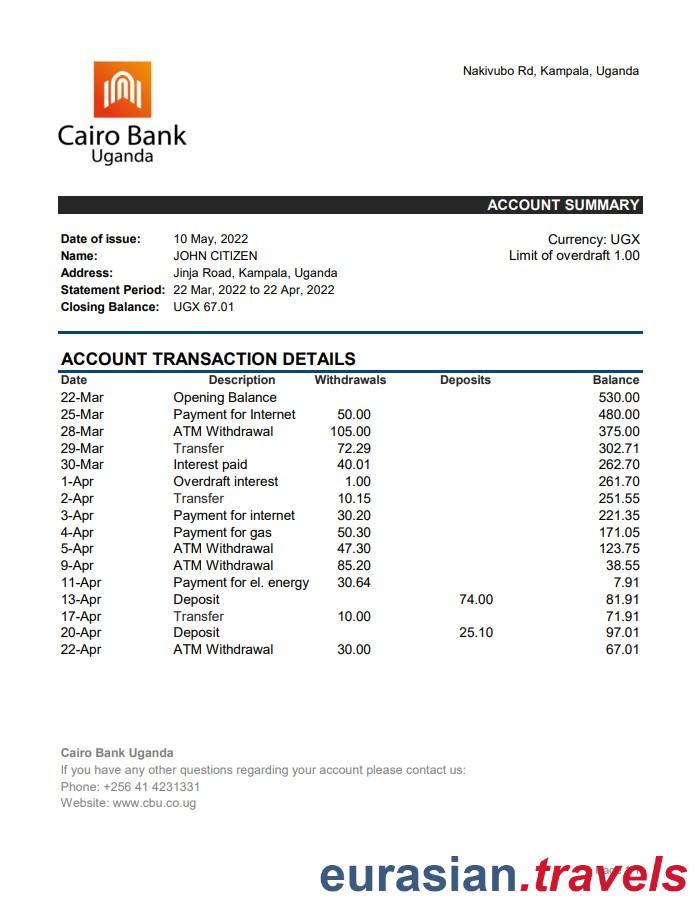 Nakivubo Rd, Kampala, Uganda
Cairo Bank
Uganda
ACCOUNT SUMMARY
Date of issue: 10 May, 2022 Currency: UGX
Name: JOHN CITIZEN Limit of overdraft 1.00
Address: Jinja Road, Kampala, Uganda
Statement Period: 22 Mar, 2022 to 22 Apr, 2022
Closing Balance: UGX 67.01
ACCOUNT TRANSACTION DETAILS
Date Description Withdrawals Deposits Balance
22-Mar Opening Balance 530.00
25-Mar Payment for Internet 50.00 480.00
28-Mar ATM Withdrawal 105.00 375.00
29-Mar Transfer 72.29 302.71
30-Mar Interest paid 40.01 262.70
1-Apr Overdraft interest 1.00 261.70
2-Apr Transfer 10.15 251.55
3-Apr Payment for internet 30.20 221.35
4-Apr Payment for gas 50.30 171.05
5-Apr ATM Withdrawal 47.30 123.75
9-Apr ATM Withdrawal 85.20 38.55
11-Apr Payment for el. energy 30.64 7.91
13-Apr Deposit 74.00 81.91
17-Apr Transfer 10.00 71.91
20-Apr Deposit 25.10 97.01
22-Apr ATM Withdrawal 30.00 67.01
Cairo Bank Uganda
If you have any other questions regarding your account please contact us:
Phone: +256 41 4231331
Website: www.cbu.co.ug
eurasian.travels